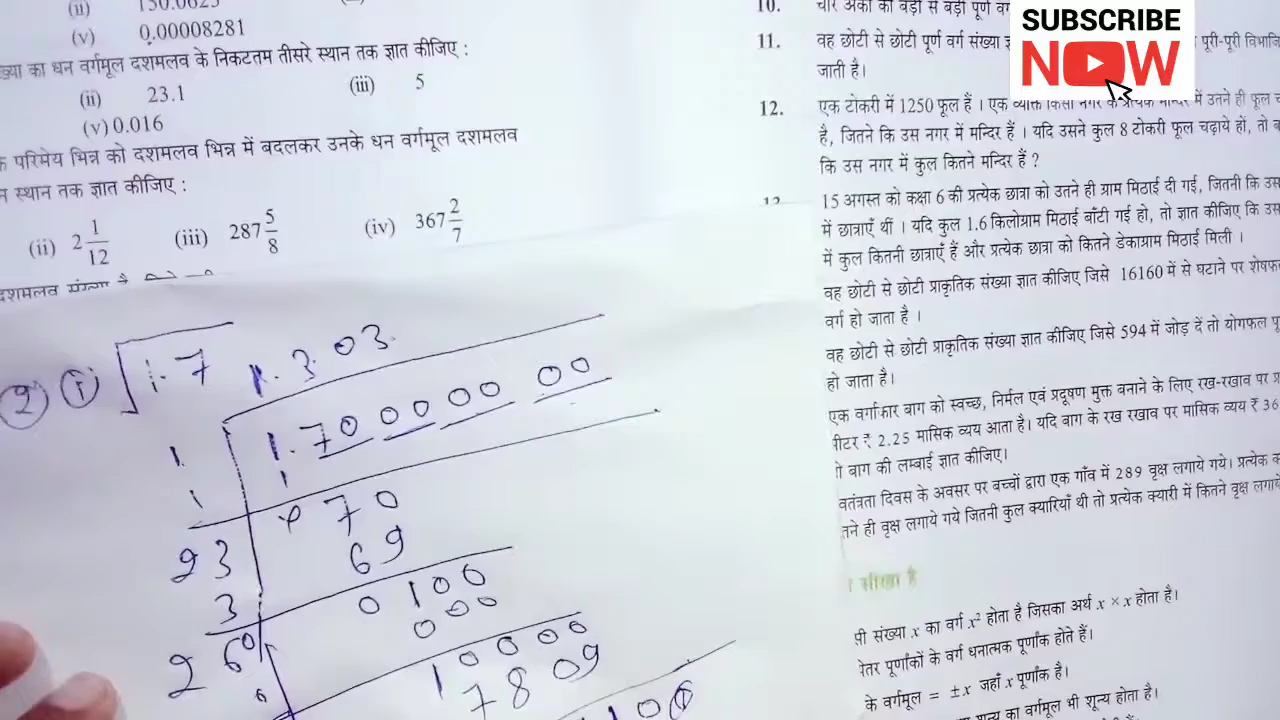 (ii) 150.0625
(v) 0.00008281
ख्या का धन वर्गमूल दशमलव के निकटतम तीसरे स्थान तक ज्ञात कीजिए :
(ii) 23.1 (iii) 5
(v) 0.016
क परिमेय भिन्न को दशमलव भिन्न में बदलकर उनके धन वर्गमूल दशमलव
न स्थान तक ज्ञात कीजिए :
(ii) 2 1/12 (iii) 287 5/8 (iv) 367 2/7
10. चार अंकों की बड़ी से बड़ी पूर्ण वर्ग
11. वह छोटी से छोटी पूर्ण वर्ग संख्या पूरी-पूरी विभाजि
जाती है।
12. एक टोकरी में 1250 फूल हैं । एक व्यक्ति किसी नगर के प्रत्येक मन्दिर में उतने ही फूल
है, जितने कि उस नगर में मन्दिर हैं । यदि उसने कुल 8 टोकरी फूल चढ़ाये हों, तो
कि उस नगर में कुल कितने मन्दिर हैं ?
15 अगस्त को कक्षा 6 की प्रत्येक छात्रा को उतने ही ग्राम मिठाई दी गई, जितनी कि उस
में छात्राएँ थीं । यदि कुल 1.6 किलोग्राम मिठाई बाँटी गई हो, तो ज्ञात कीजिए कि उस
में कुल कितनी छात्राएँ हैं और प्रत्येक छात्रा को कितने डेकाग्राम मिठाई मिली ।
वह छोटी से छोटी प्राकृतिक संख्या ज्ञात कीजिए जिसे 16160 में से घटाने पर शेषफल
वर्ग हो जाता है ।
वह छोटी से छोटी प्राकृतिक संख्या ज्ञात कीजिए जिसे 594 में जोड़ दें तो योगफल
हो जाता है।
एक वर्गाकार बाग को स्वच्छ, निर्मल एवं प्रदूषण मुक्त बनाने के लिए रख-रखाव पर
मीटर ₹ 2.25 मासिक व्यय आता है। यदि बाग के रख रखाव पर मासिक व्यय ₹ 36
बाग की लम्बाई ज्ञात कीजिए।
वतंत्रता दिवस के अवसर पर बच्चों द्वारा एक गाँव में 289 वृक्ष लगाये गये। प्रत्येक
तने ही वृक्ष लगाये गये जितनी कुल क्यारियाँ थी तो प्रत्येक क्यारी में कितने वृक्ष लगाये
सीखा है
सी संख्या x का वर्ग x² होता है जिसका अर्थ x × x होता है।
येतर पूर्णांकों के वर्ग धनात्मक पूर्णांक होते हैं।
के वर्गमूल = ±x जहाँ x पूर्णांक है।
शून्य का वर्गमूल भी शून्य होता है।
SUBSCRIBE
NOW
2) (i) √1.7
1.303
1 1.70000000
1 1
70
23 69
3 0100
260 000
10000
7809